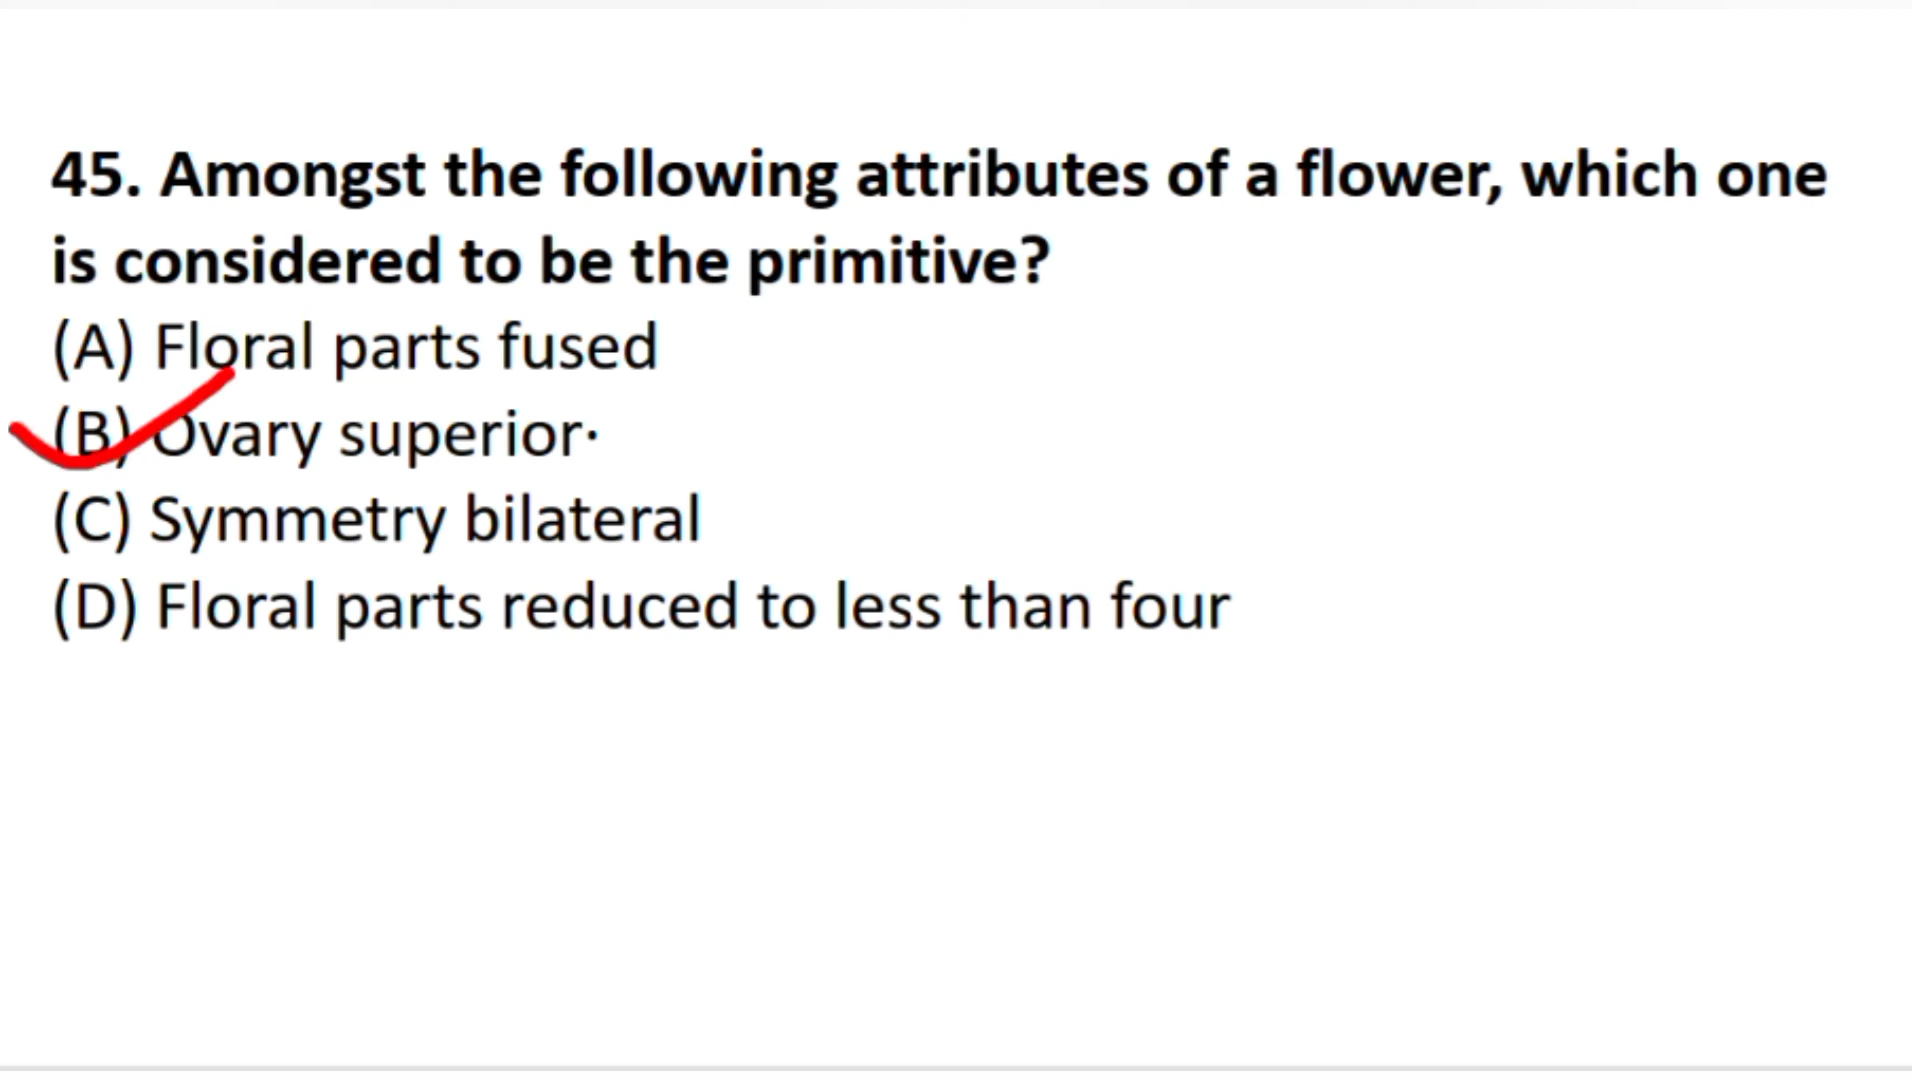 45. Amongst the following attributes of a flower, which one
is considered to be the primitive?
(A) Floral parts fused
(B) Ovary superior·
(C) Symmetry bilateral
(D) Floral parts reduced to less than four